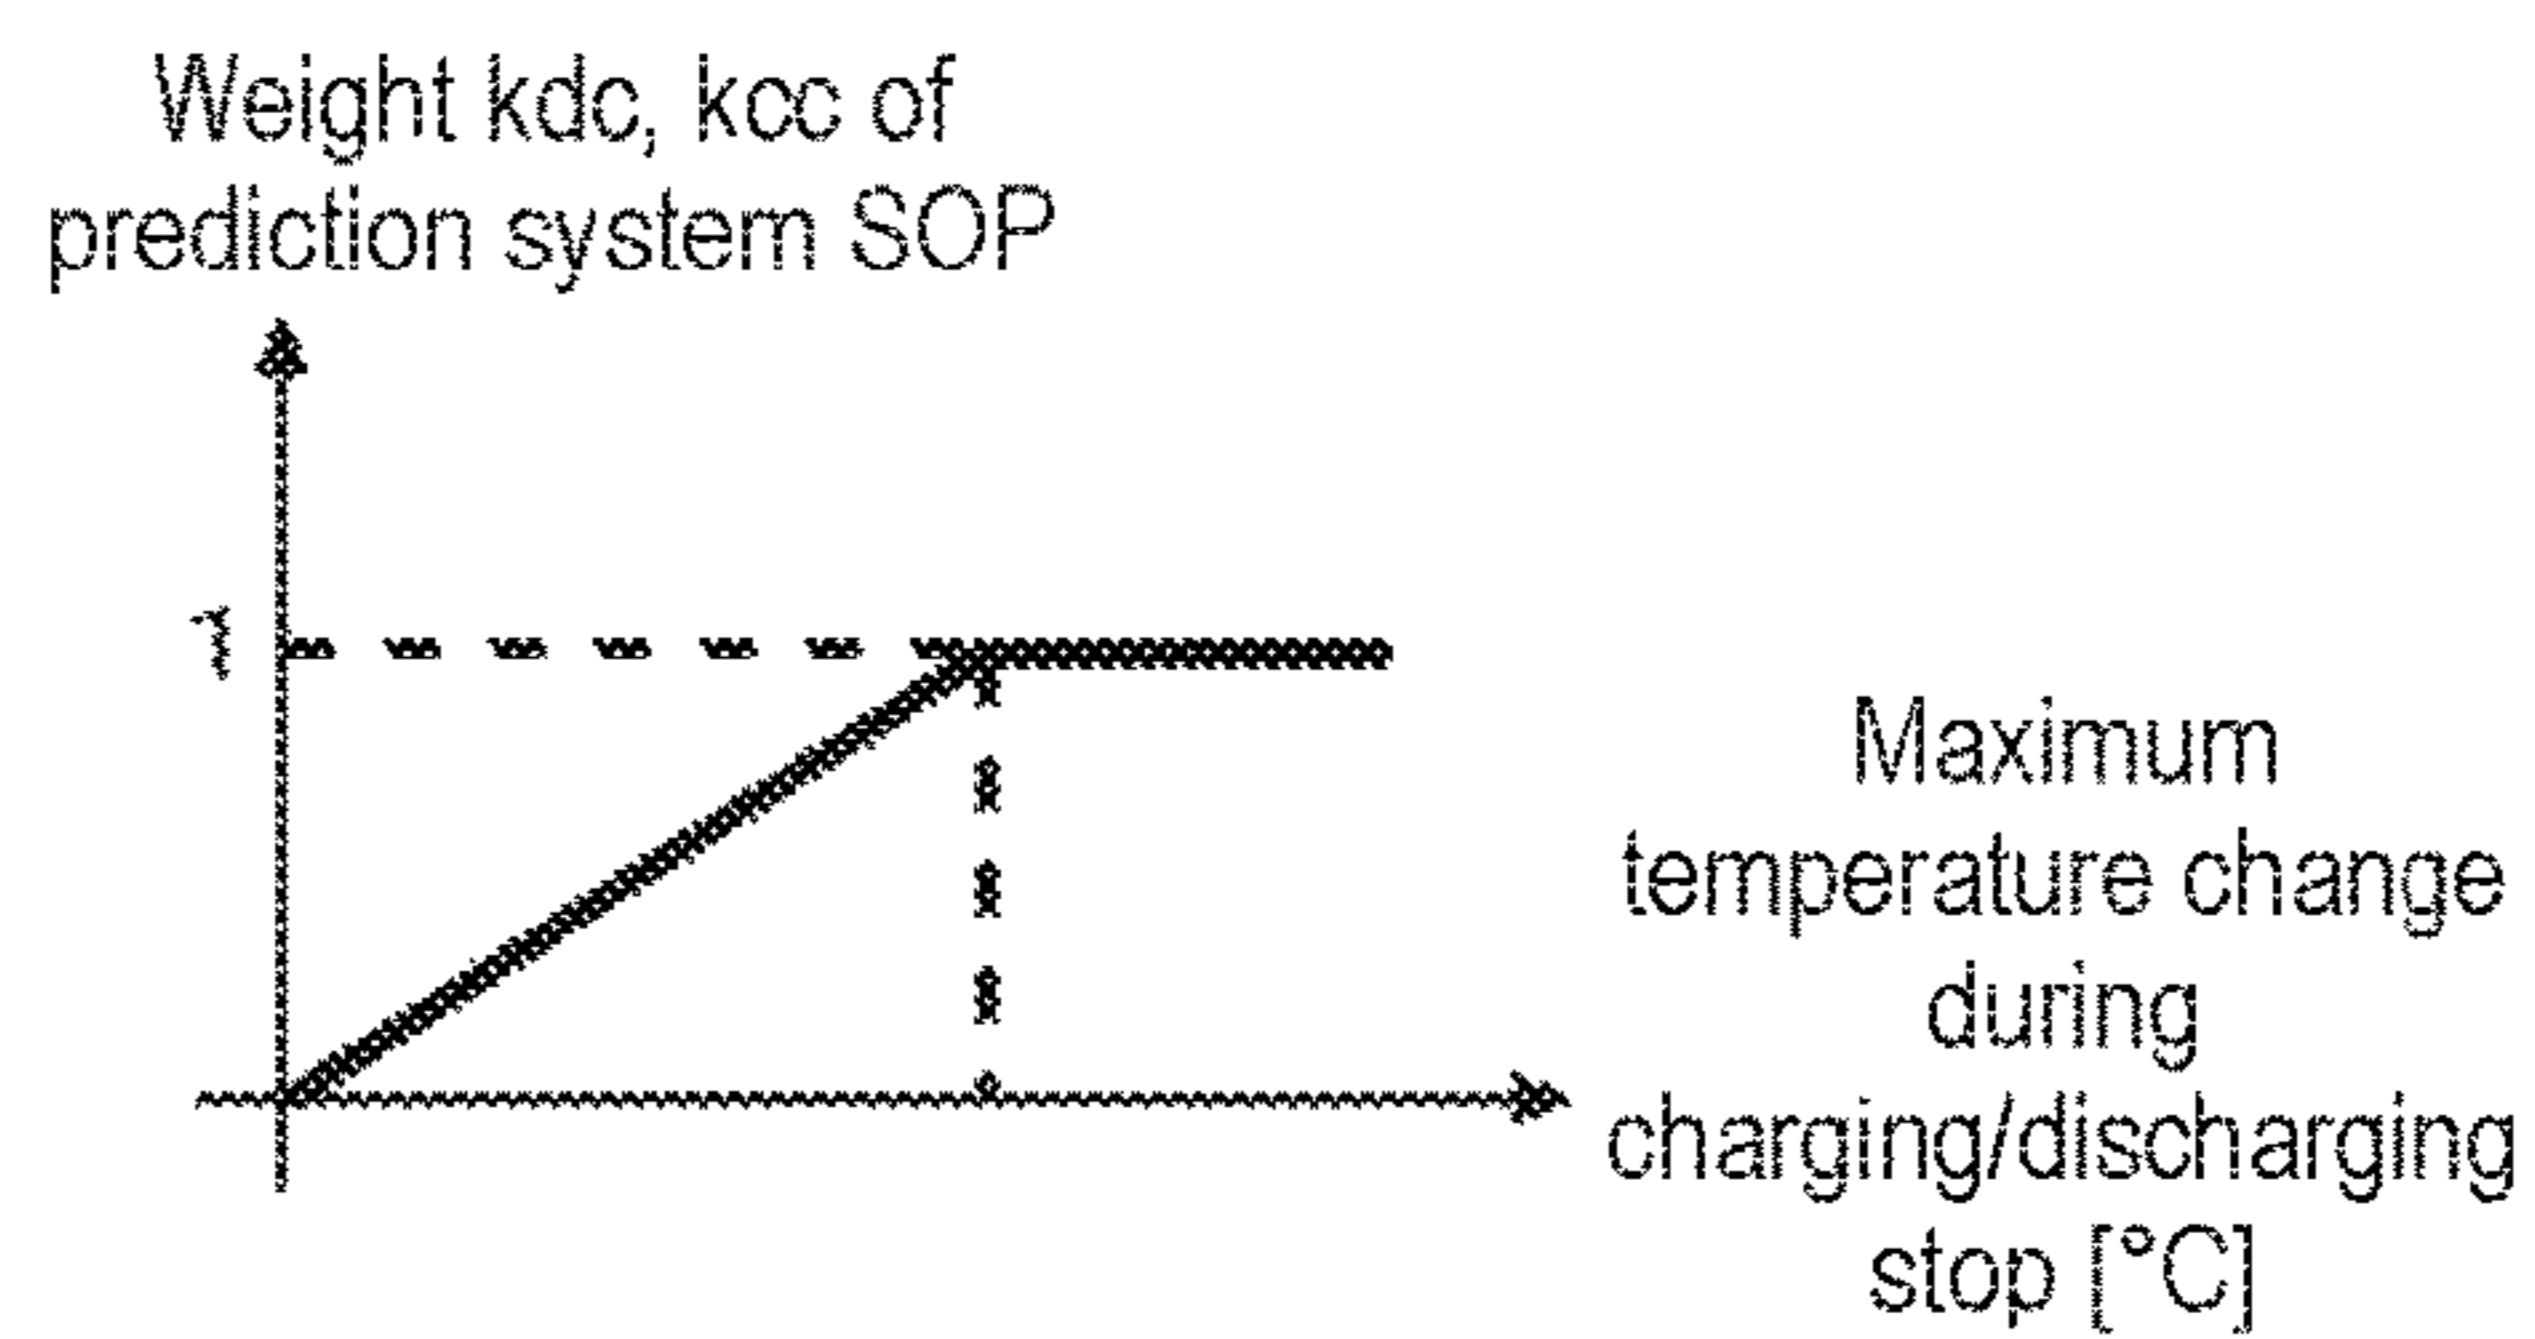 Weight kdc, kcc of
prediction system SOP
1
Maximum
temperature change
during
charging/discharging
stop [°C]